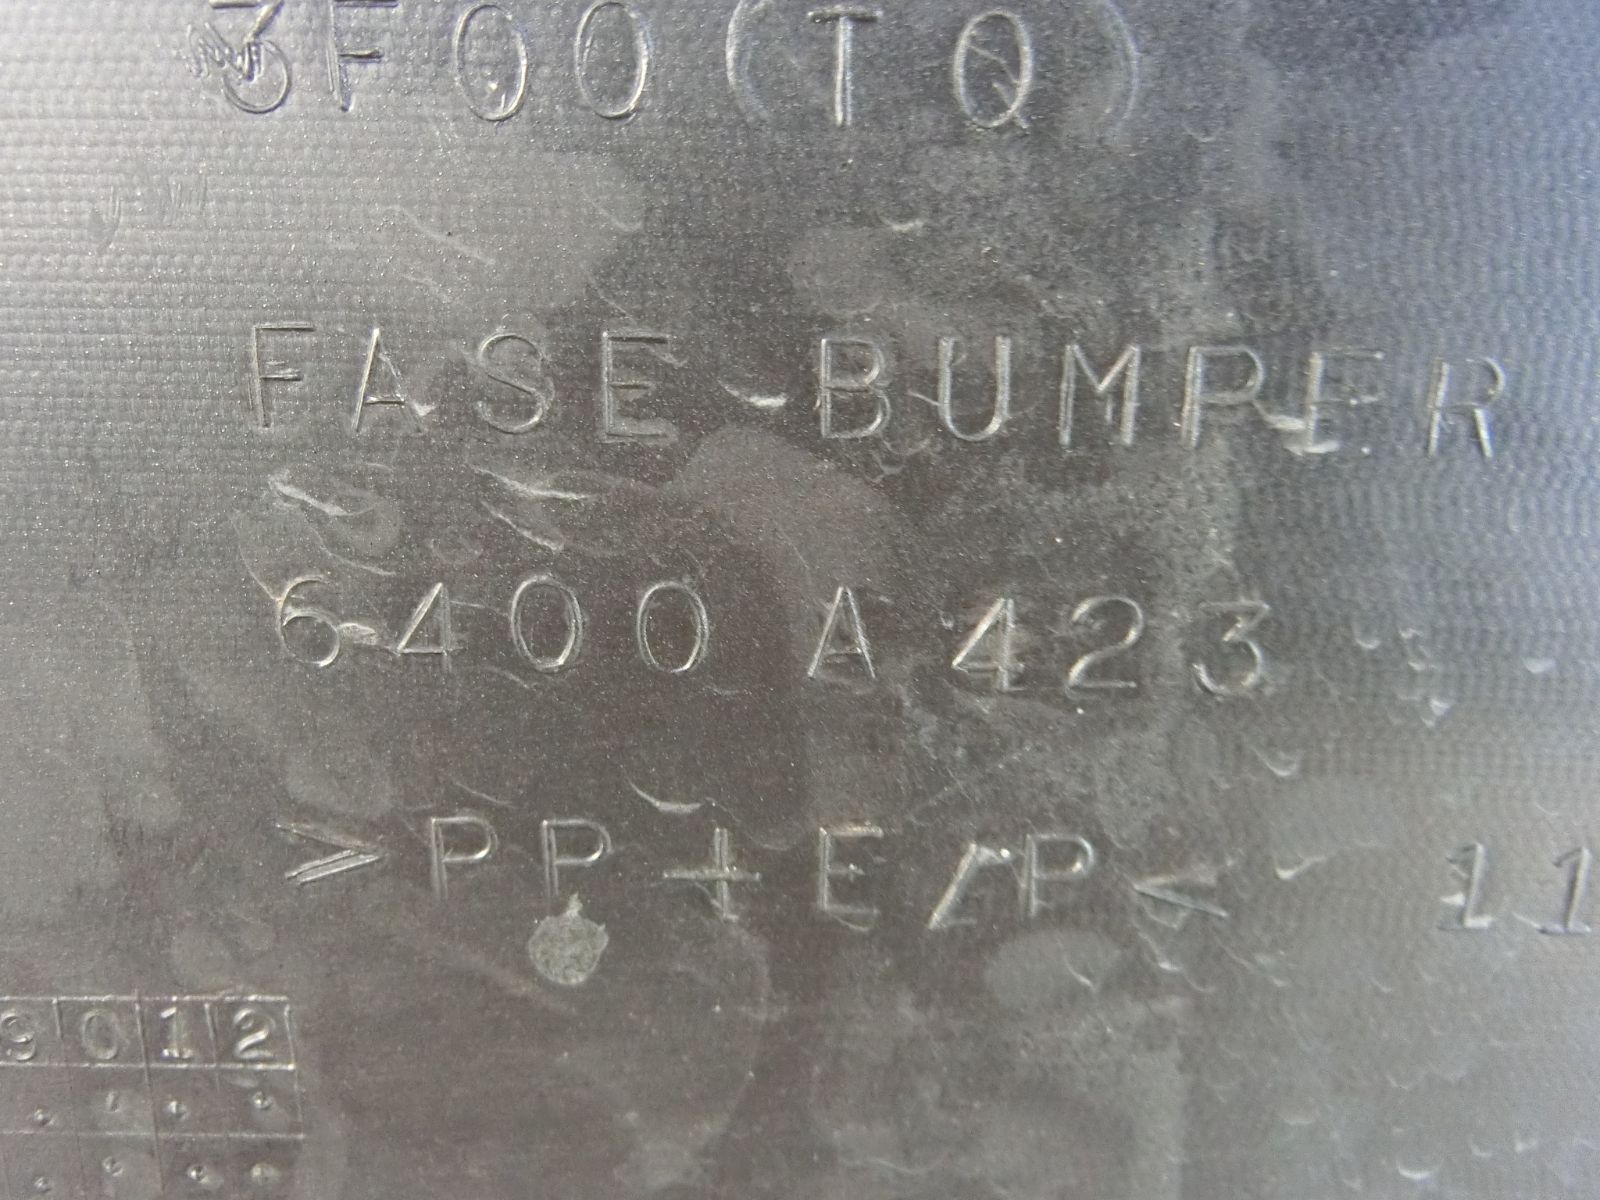 3F00(TQ)
FASE-BUMPER
6400A423
>PP+E/P< 11
9012